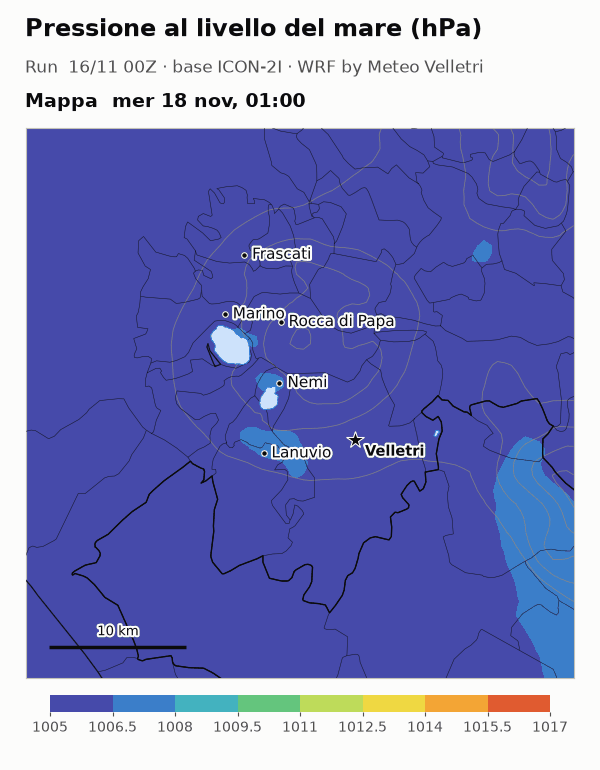 Pressione al livello del mare (hPa)
Run  16/11 00Z · base ICON-2I · WRF by Meteo Velletri
Mappa  mer 18 nov, 01:00
Frascati
Marino
Rocca di Papa
Nemi
Velletri
Lanuvio
10 km
1005 1006.5 1008 1009.5 1011 1012.5 1014 1015.5 1017